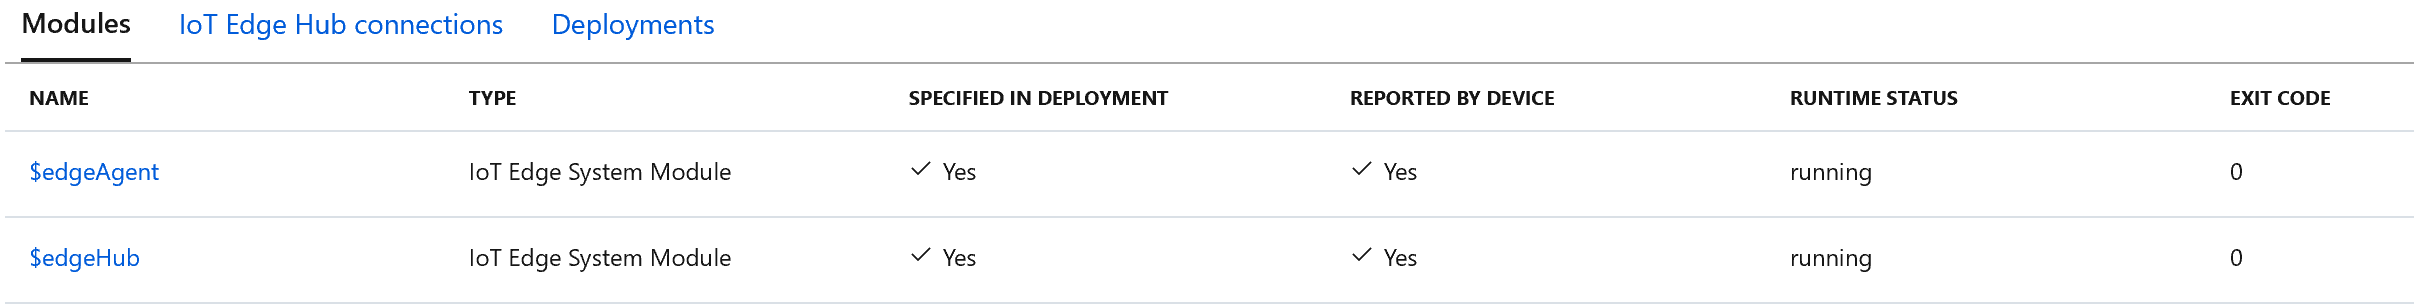 Modules IoT Edge Hub connections Deployments
NAME TYPE SPECIFIED IN DEPLOYMENT REPORTED BY DEVICE RUNTIME STATUS EXIT CODE
$edgeAgent IoT Edge System Module ✓ Yes ✓ Yes running 0
$edgeHub IoT Edge System Module ✓ Yes ✓ Yes running 0